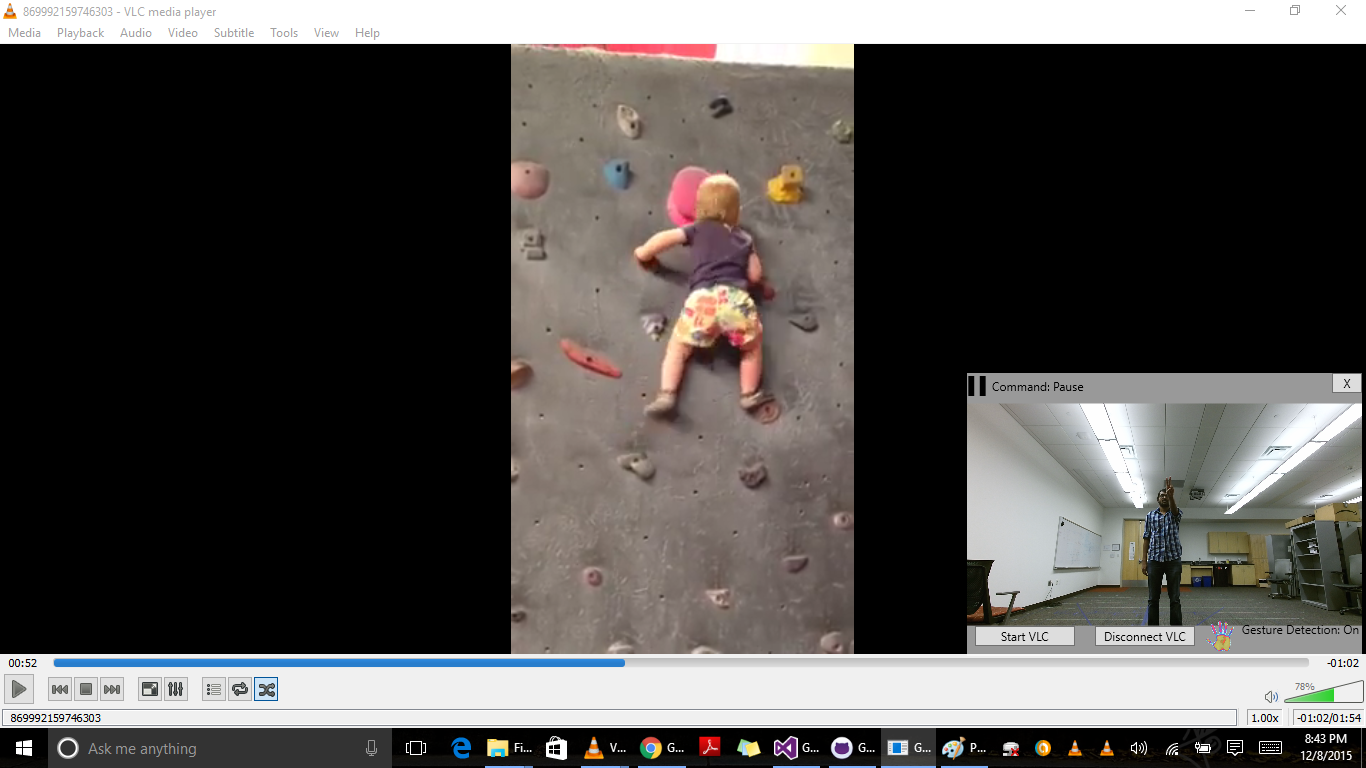 869992159746303 - VLC media player
Media Playback Audio Video Subtitle Tools View Help
Command: Pause
X
Start VLC
Disconnect VLC
Gesture Detection: On
00:52
-01:02
78%
869992159746303
1.00x
-01:02/01:54
Ask me anything
Fi...
V...
G...
G...
G...
G...
P...
8:43 PM
12/8/2015